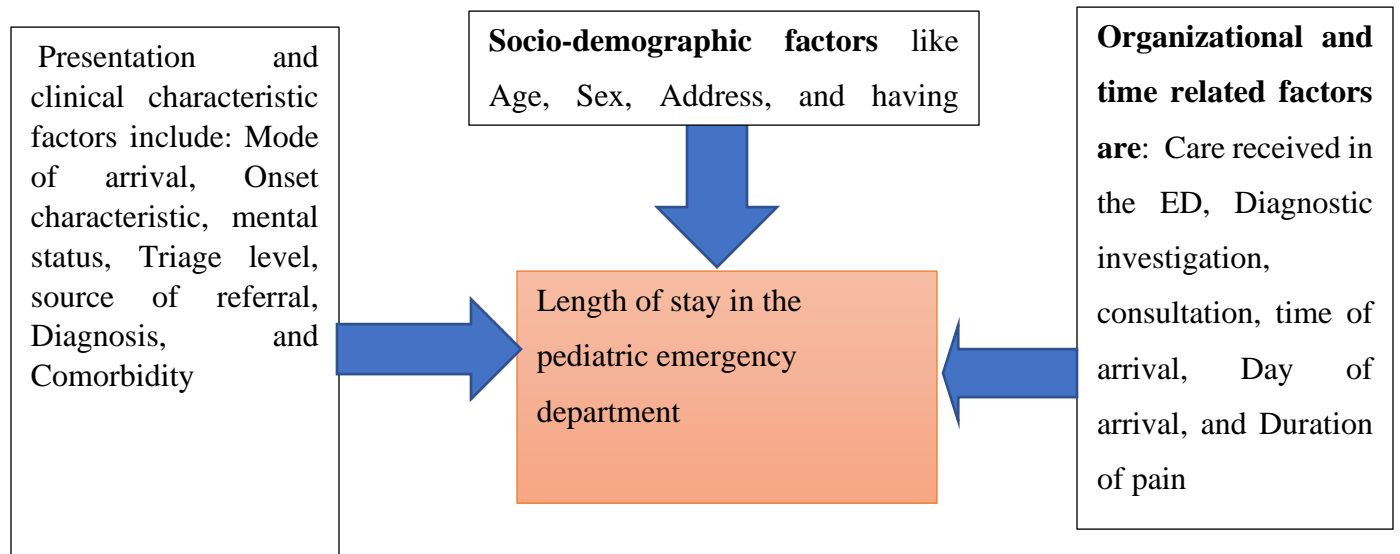 Presentation and
clinical characteristic
factors include: Mode
of arrival, Onset
characteristic, mental
status, Triage level,
source of referral,
Diagnosis, and
Comorbidity
Socio-demographic factors like
Age, Sex, Address, and having
Organizational and
time related factors
are: Care received in
the ED, Diagnostic
investigation,
consultation, time of
arrival, Day of
arrival, and Duration
of pain
Length of stay in the
pediatric emergency
department